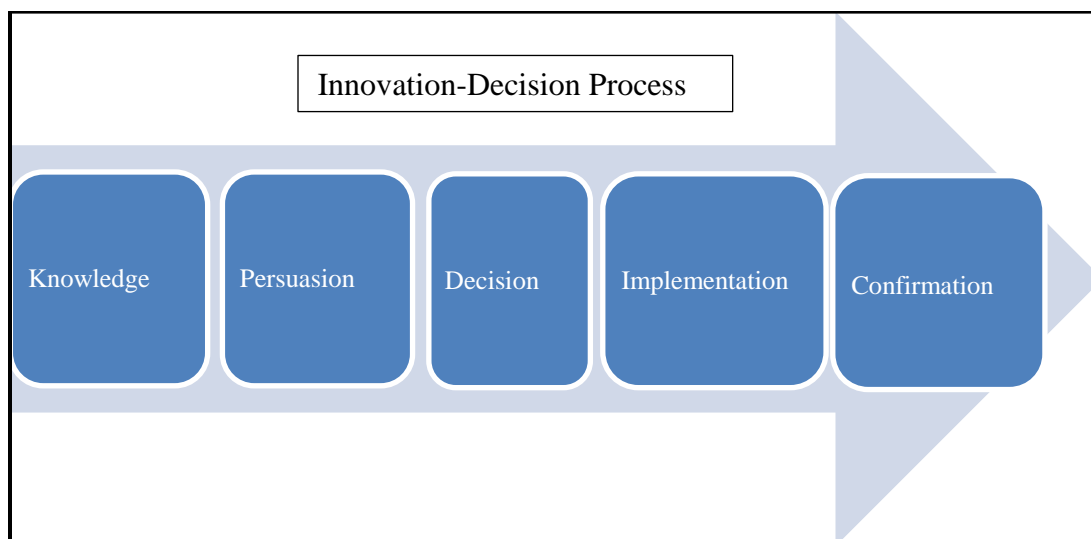 Innovation-Decision Process
Knowledge
Persuasion
Decision
Implementation
Confirmation